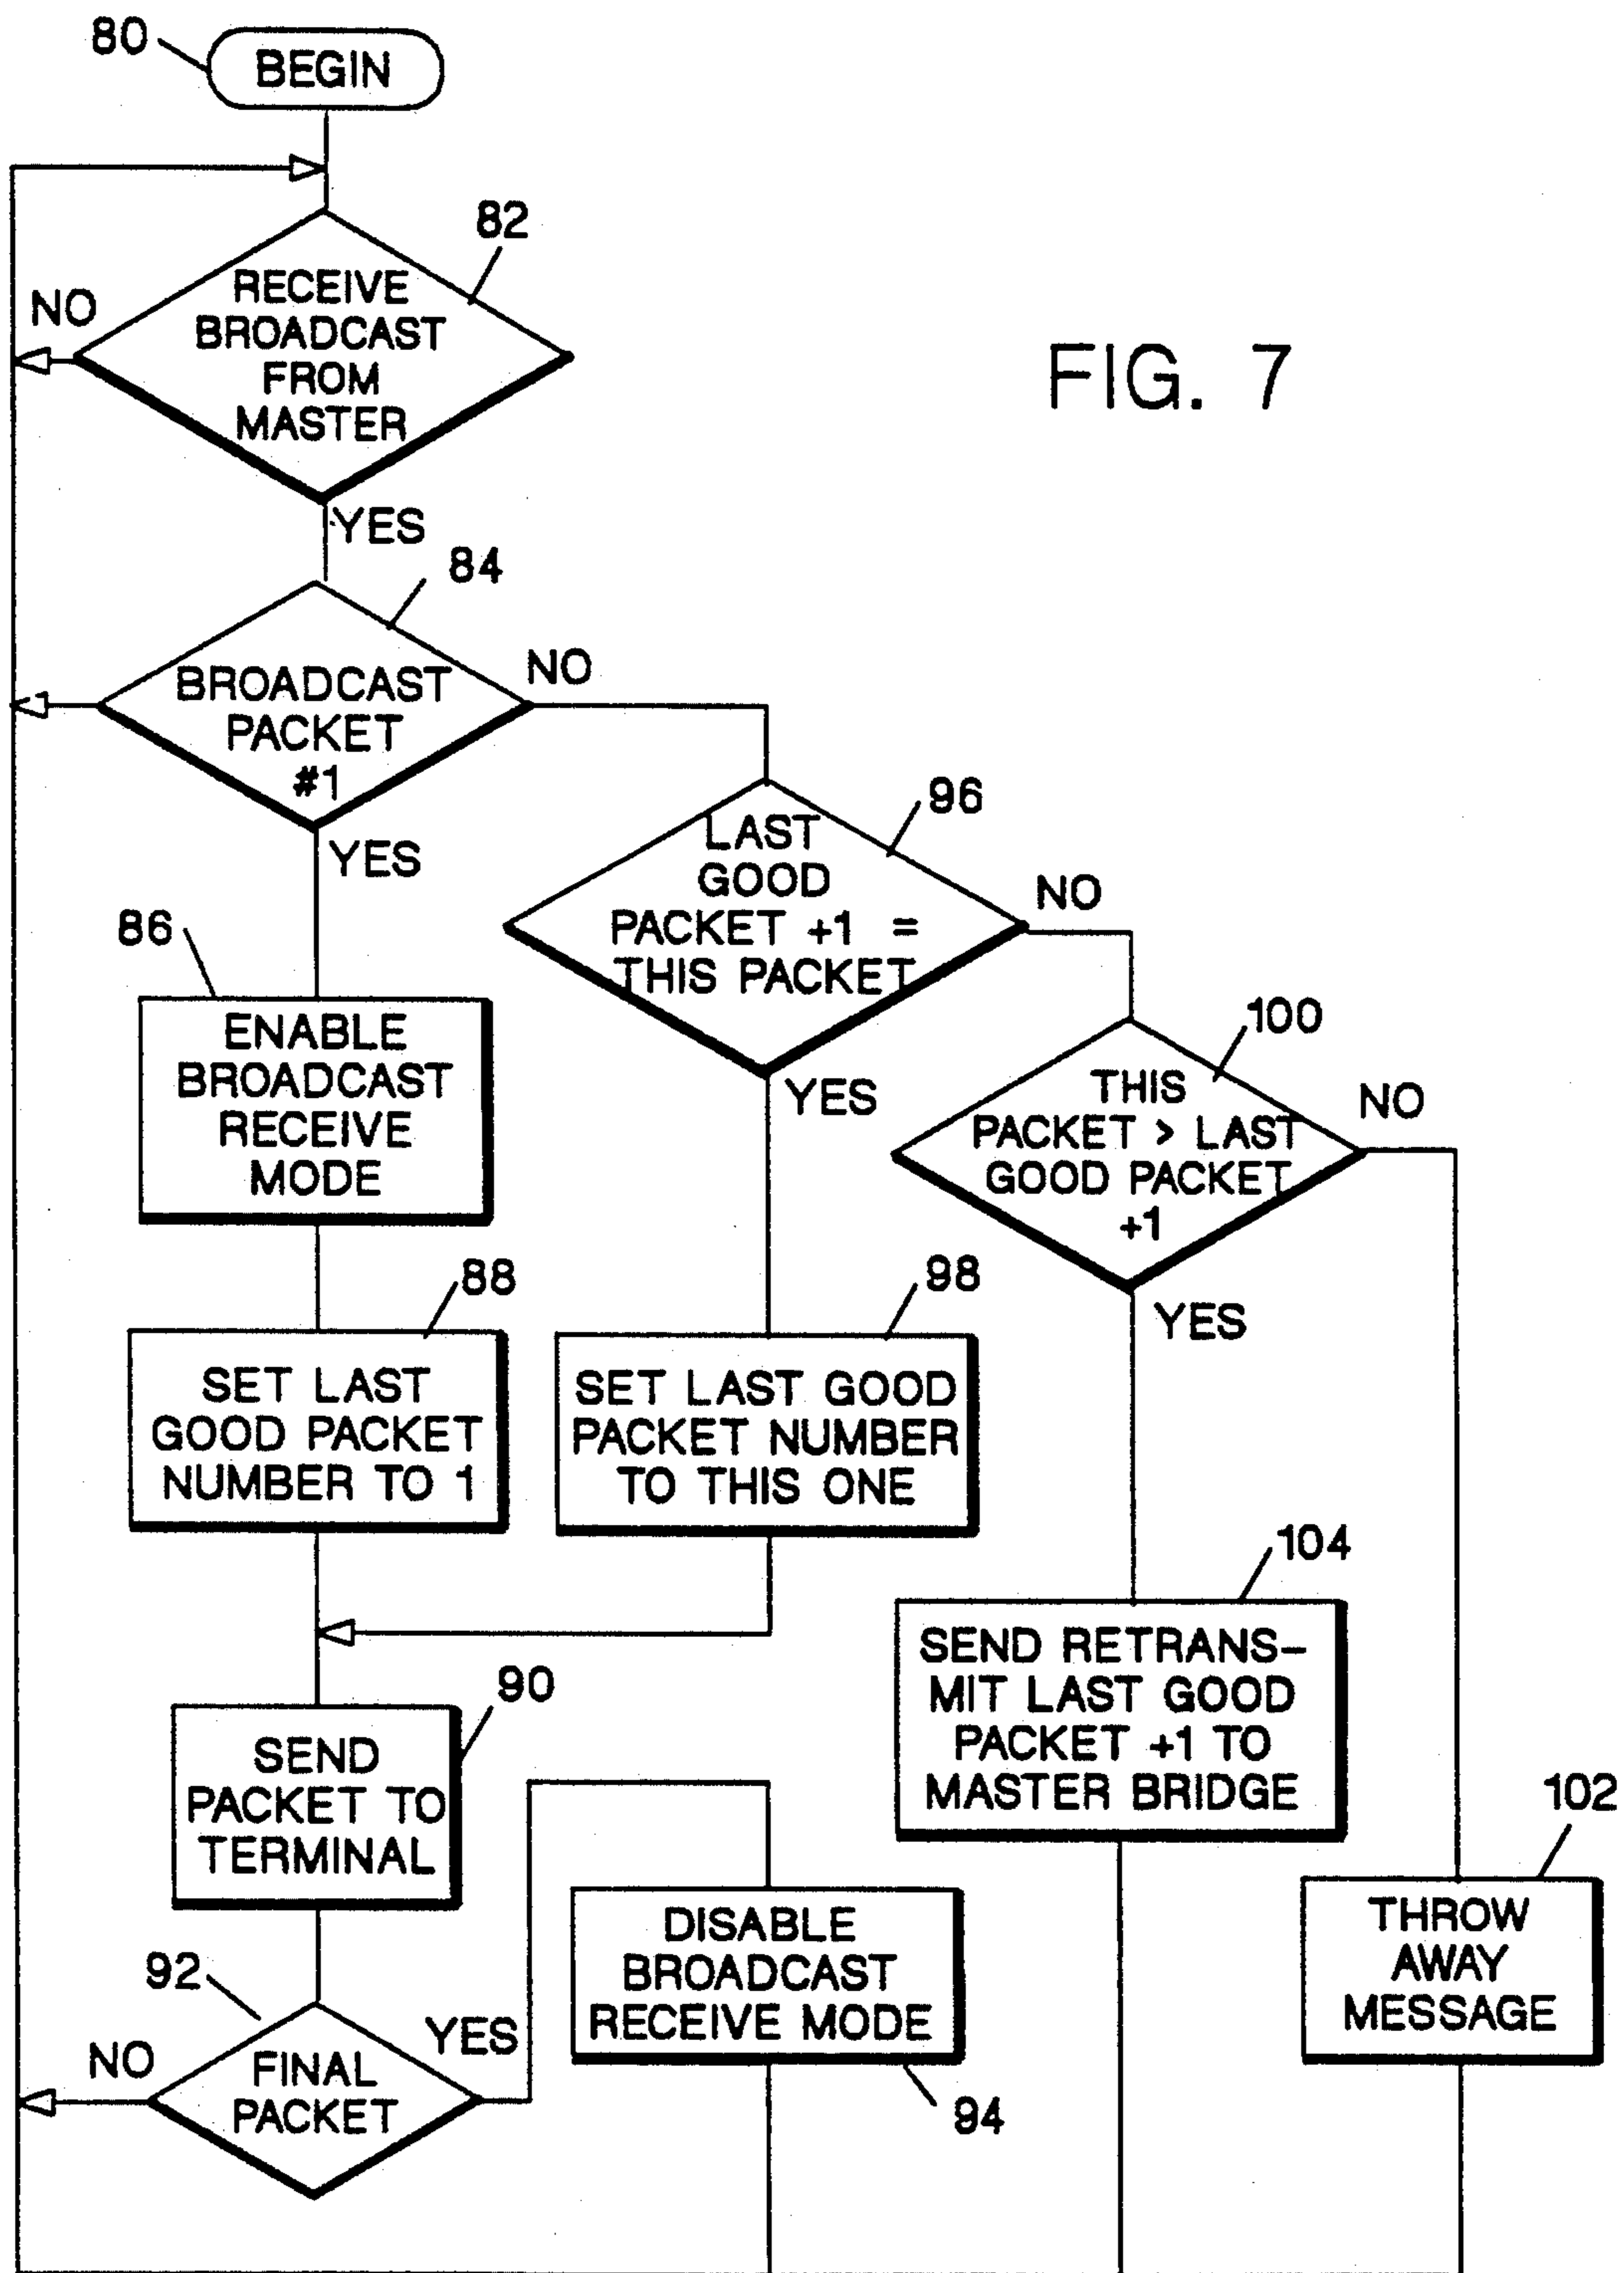 80
BEGIN
82
RECEIVE
BROADCAST
FROM
MASTER
NO
YES
FIG. 7
84
BROADCAST
PACKET
#1
NO
YES
96
LAST
GOOD
PACKET +1 =
THIS PACKET
NO
YES
86
ENABLE
BROADCAST
RECEIVE
MODE
100
THIS
PACKET > LAST
GOOD PACKET
+1
NO
YES
88
SET LAST
GOOD PACKET
NUMBER TO 1
98
SET LAST GOOD
PACKET NUMBER
TO THIS ONE
104
SEND RETRANS-
MIT LAST GOOD
PACKET +1 TO
MASTER BRIDGE
90
SEND
PACKET TO
TERMINAL
102
THROW
AWAY
MESSAGE
92
FINAL
PACKET
NO
YES
DISABLE
BROADCAST
RECEIVE MODE
94